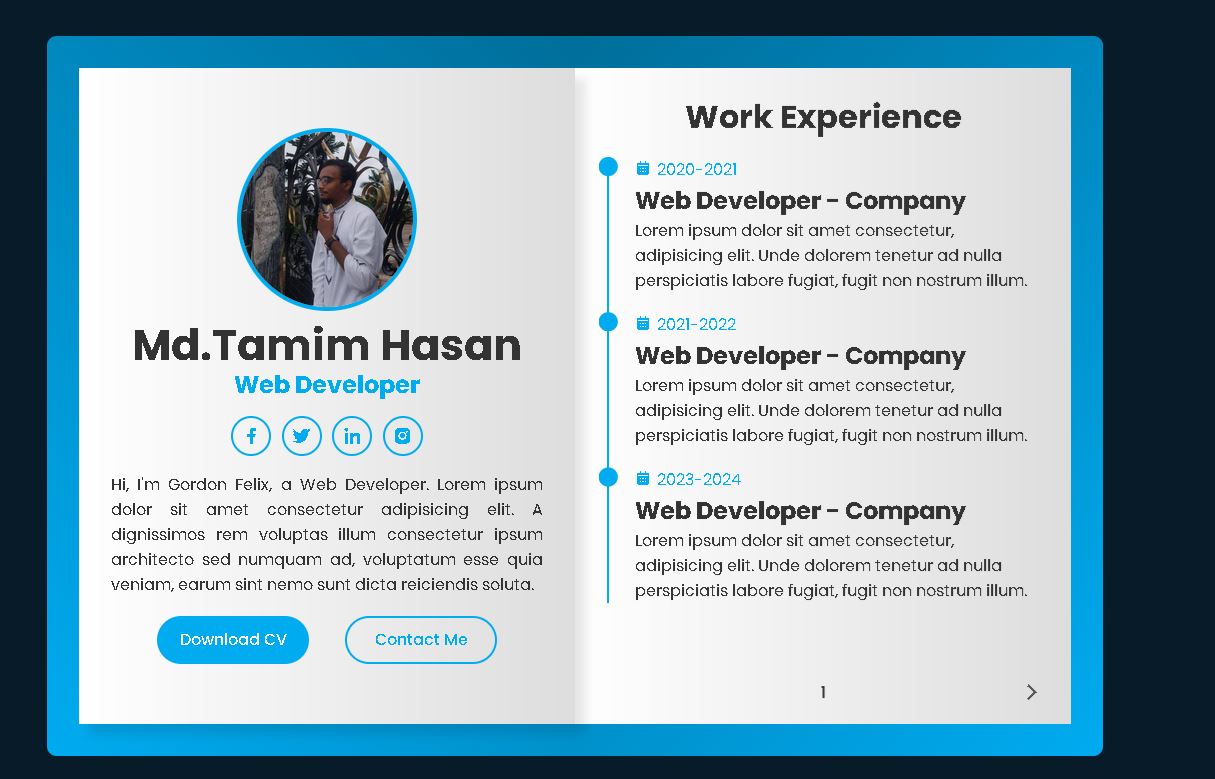 Md.Tamim Hasan
Web Developer
Hi, I'm Gordon Felix, a Web Developer. Lorem ipsum
dolor sit amet consectetur adipisicing elit. A
dignissimos rem voluptas illum consectetur ipsum
architecto sed numquam ad, voluptatum esse quia
veniam, earum sint nemo sunt dicta reiciendis soluta.
Download CV
Contact Me
Work Experience
2020-2021
Web Developer - Company
Lorem ipsum dolor sit amet consectetur,
adipisicing elit. Unde dolorem tenetur ad nulla
perspiciatis labore fugiat, fugit non nostrum illum.
2021-2022
Web Developer - Company
Lorem ipsum dolor sit amet consectetur,
adipisicing elit. Unde dolorem tenetur ad nulla
perspiciatis labore fugiat, fugit non nostrum illum.
2023-2024
Web Developer - Company
Lorem ipsum dolor sit amet consectetur,
adipisicing elit. Unde dolorem tenetur ad nulla
perspiciatis labore fugiat, fugit non nostrum illum.
1